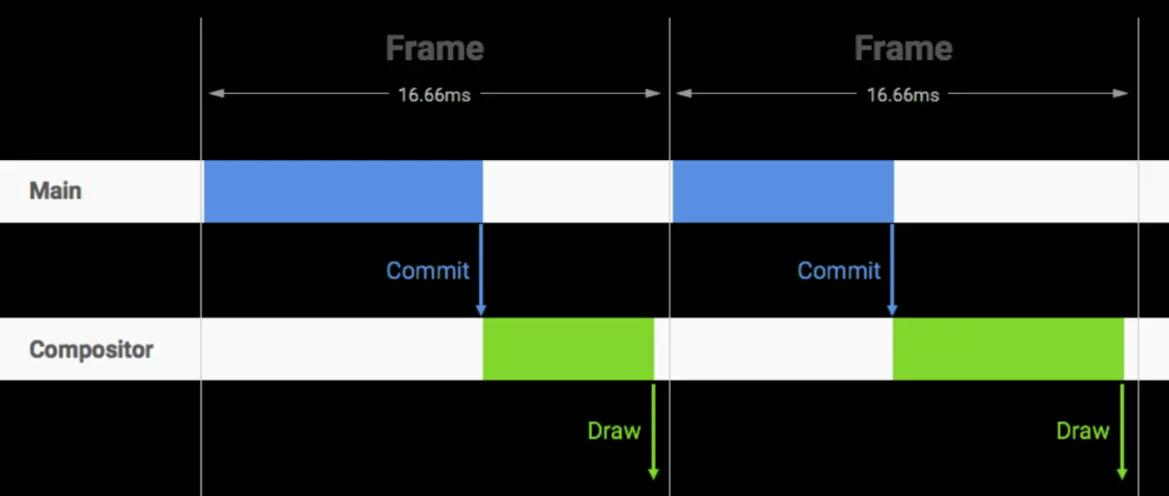 Frame Frame
16.66ms 16.66ms
Main
Commit Commit
Compositor
Draw Draw